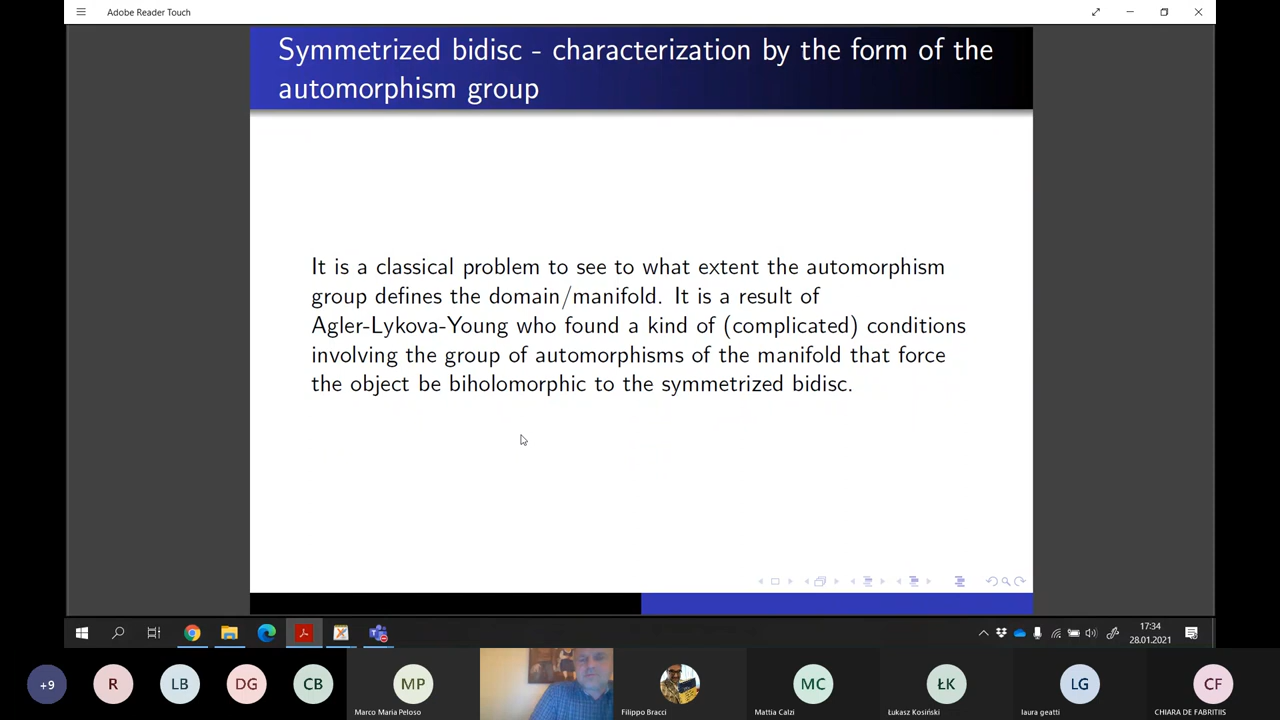 Adobe Reader Touch
Symmetrized bidisc - characterization by the form of the
automorphism group
It is a classical problem to see to what extent the automorphism
group defines the domain/manifold. It is a result of
Agler-Lykova-Young who found a kind of (complicated) conditions
involving the group of automorphisms of the manifold that force
the object be biholomorphic to the symmetrized bidisc.
17:34
28.01.2021
+9
R
LB
DG
CB
MP
MC
ŁK
LG
CF
Marco Maria Peloso
Filippo Bracci
Mattia Calzi
Łukasz Kosiński
laura geatti
CHIARA DE FABRITIIS